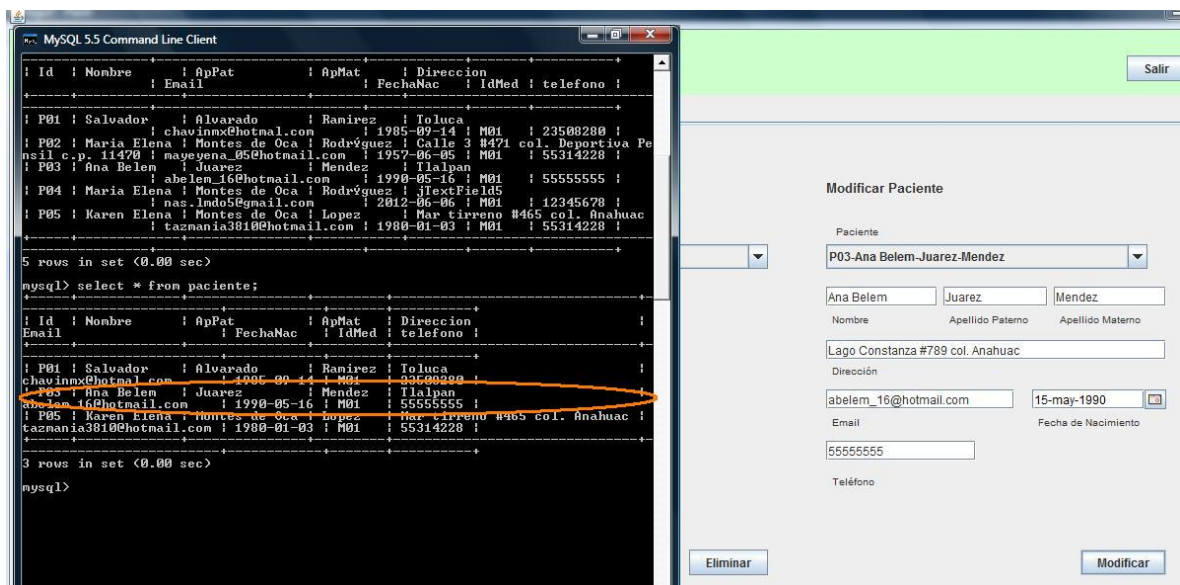 MySQL 5.5 Command Line Client
| Id | Nombre | ApPat | ApMat | Direccion
| Email | FechaNac | IdMed | telefono |
| P01 | Salvador | Alvarado | Ramirez | Toluca
| chavinmx@hotmal.com | 1985-09-14 | M01 | 23508280 |
| P02 | Maria Elena | Montes de Oca | Rodrýguez | Calle 3 #471 col. Deportiva Pe
nsil c.p. 11470 | mayeyena_05@hotmail.com | 1957-06-05 | M01 | 55314228 |
| P03 | Ana Belem | Juarez | Mendez | Tlalpan
| abelem_16@hotmail.com | 1990-05-16 | M01 | 55555555 |
| P04 | Maria Elena | Montes de Oca | Rodrýguez | jTextField5
| nas.lmdo5@gmail.com | 2012-06-06 | M01 | 12345678 |
| P05 | Karen Elena | Montes de Oca | Lopez | Mar tirreno #465 col. Anahuac
| tazmania3810@hotmail.com | 1980-01-03 | M01 | 55314228 |
5 rows in set (0.00 sec)
mysql> select * from paciente;
| Id | Nombre | ApPat | ApMat | Direccion |
Email | FechaNac | IdMed | telefono |
| P01 | Salvador | Alvarado | Ramirez | Toluca |
chavinmx@hotmal.com | 1985-09-14 | M01 | 23508280 |
| P03 | Ana Belem | Juarez | Mendez | Tlalpan |
abelem_16@hotmail.com | 1990-05-16 | M01 | 55555555 |
| P05 | Karen Elena | Montes de Oca | Lopez | Mar tirreno #465 col. Anahuac |
tazmania3810@hotmail.com | 1980-01-03 | M01 | 55314228 |
3 rows in set (0.00 sec)
mysql>
Salir
Modificar Paciente
Paciente
P03-Ana Belem-Juarez-Mendez
Ana Belem Juarez Mendez
Nombre Apellido Paterno Apellido Materno
Lago Constanza #789 col. Anahuac
Dirección
abelem_16@hotmail.com 15-may-1990
Email Fecha de Nacimiento
55555555
Teléfono
Eliminar Modificar